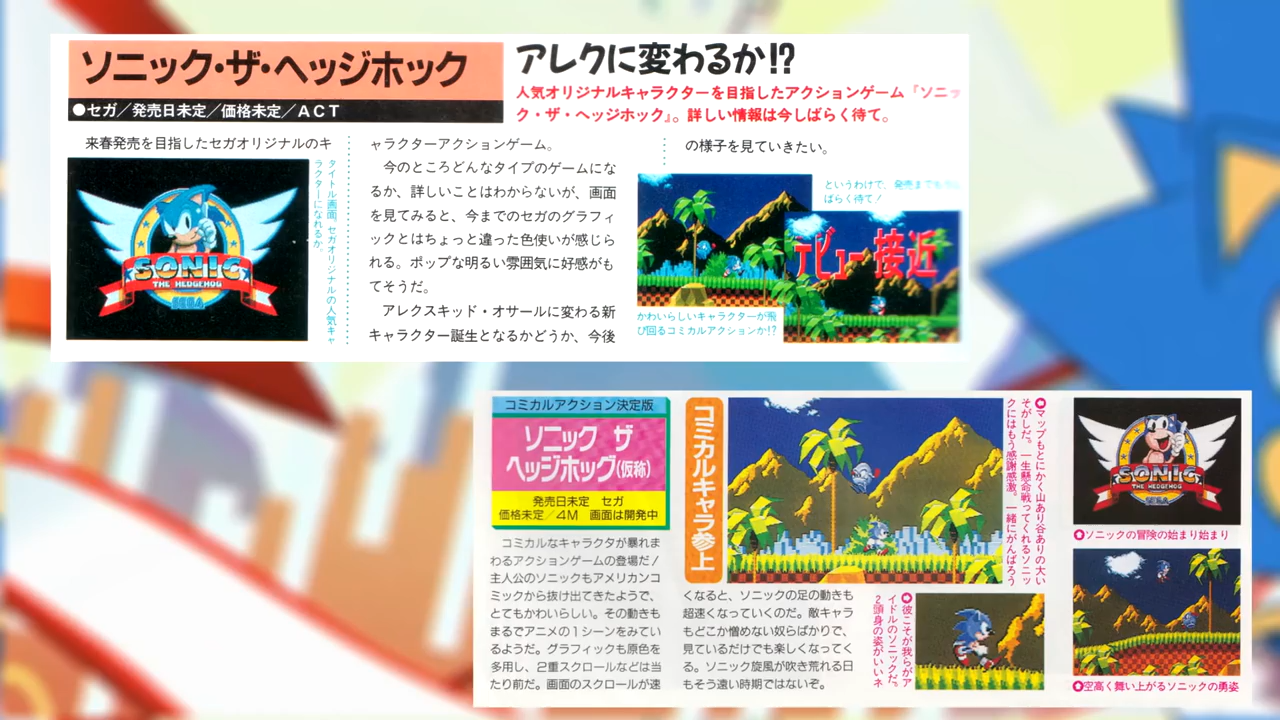 ソニック・ザ・ヘッジホック
●セガ／発売日未定／価格未定／ACT
アレクに変わるか!?
人気オリジナルキャラクターを目指したアクションゲーム『ソニッ
ク・ザ・ヘッジホック』。詳しい情報は今しばらく待て。
来春発売を目指したセガオリジナルのキ
SONIC
THE HEDGEHOG
SEGA
タイトル画面。セガオリジナルの人気キャ
ラクターになれるか。
ャラクターアクションゲーム。
今のところどんなタイプのゲームにな
るか、詳しいことはわからないが、画面
を見てみると、今までのセガのグラフィ
ックとはちょっと違った色使いが感じら
れる。ポップな明るい雰囲気に好感がも
てそうだ。
アレクスキッド・オサールに変わる新
キャラクター誕生となるかどうか、今後
の様子を見ていきたい。
というわけで、発売までもうし
ばらく待て！
デビュー接近
かわいらしいキャラクターが飛
び回るコミカルアクションか!?
コミカルアクション決定版
ソニック ザ
ヘッジホッグ(仮称)
発売日未定 セガ
価格未定／4M 画面は開発中
コミカルなキャラクタが暴れま
わるアクションゲームの登場だ！
主人公のソニックもアメリカンコ
ミックから抜け出てきたようで、
とてもかわいらしい。その動きも
まるでアニメの1シーンをみてい
るようだ。グラフィックも原色を
多用し、2重スクロールなどは当
たり前だ。画面のスクロールが速
コミカルキャラ参上
くなると、ソニックの足の動きも
超速くなっていくのだ。敵キャラ
もどこか憎めない奴らばかりで、
見ているだけでも楽しくなってく
る。ソニック旋風が吹き荒れる日
もそう遠い時期ではないぞ。
マップもとにかく山あり谷ありの大い
そがしだ。一生懸命戦ってくれるソニッ
クにはもう感謝感激。一緒にがんばろう
彼こそが我らがア
イドルのソニックだ。
2頭身の姿がいいネ
SONIC
THE HEDGEHOG
SEGA
ソニックの冒険の始まり始まり
空高く舞い上がるソニックの勇姿